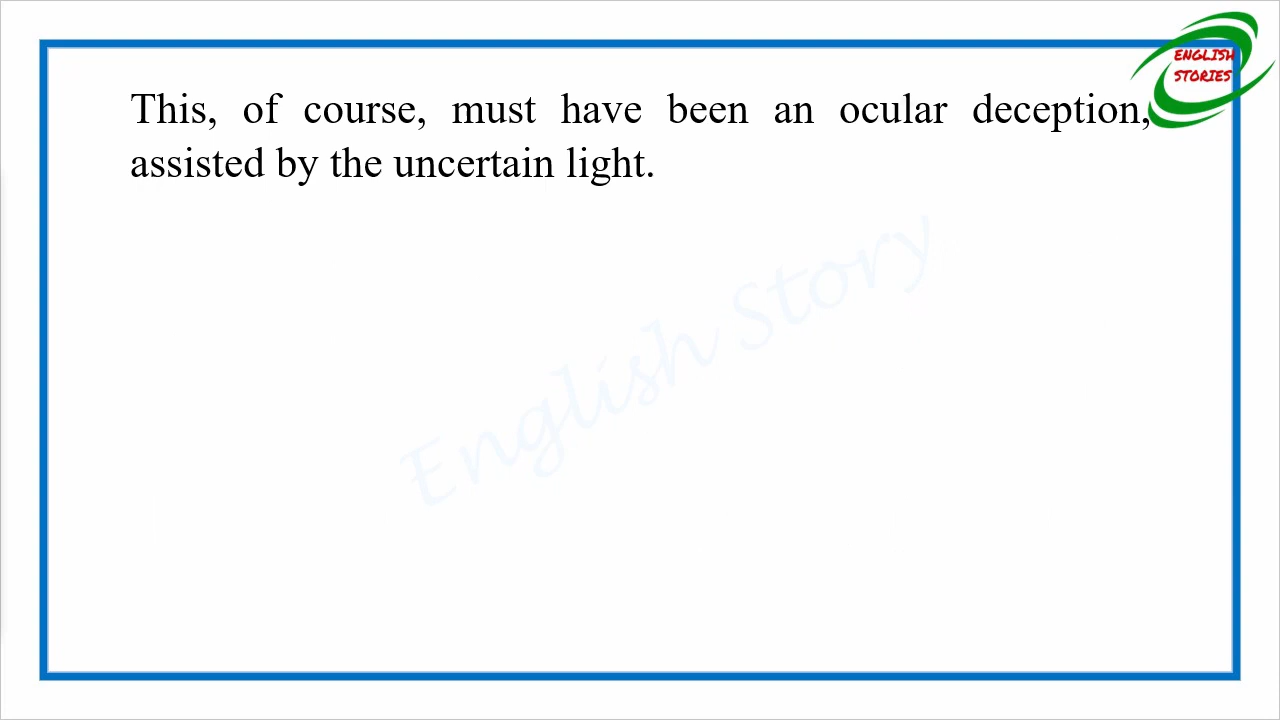 ENGLISH
STORIES
This, of course, must have been an ocular deception,
assisted by the uncertain light.
English Story